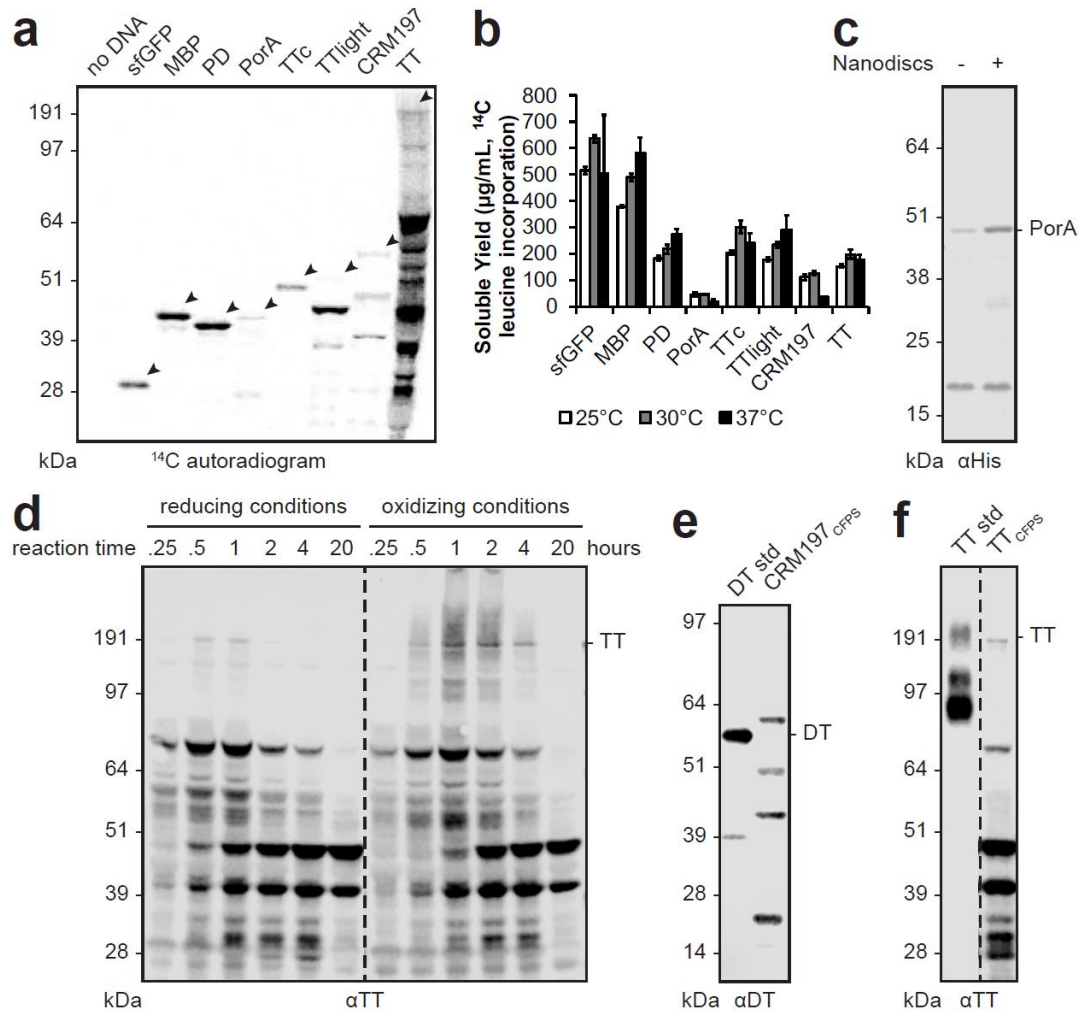 a
no DNA
sfGFP
MBP
PD
PorA
TTc
TTlight
CRM197
TT
191
97
64
51
39
28
kDa
¹⁴C autoradiogram
b
Soluble Yield (µg/mL, ¹⁴C
leucine incorporation)
800
700
600
500
400
300
200
100
0
sfGFP
MBP
PD
PorA
TTc
TTlight
CRM197
TT
25°C 30°C 37°C
c
Nanodiscs - +
64
51
38
25
15
PorA
kDa αHis
d
reducing conditions oxidizing conditions
reaction time .25 .5 1 2 4 20 .25 .5 1 2 4 20 hours
191
97
64
51
39
28
TT
kDa αTT
e
DT std
CRM197 CFPS
97
64
51
39
28
14
DT
kDa αDT
f
TT std
TT CFPS
191
97
64
51
39
28
TT
kDa αTT